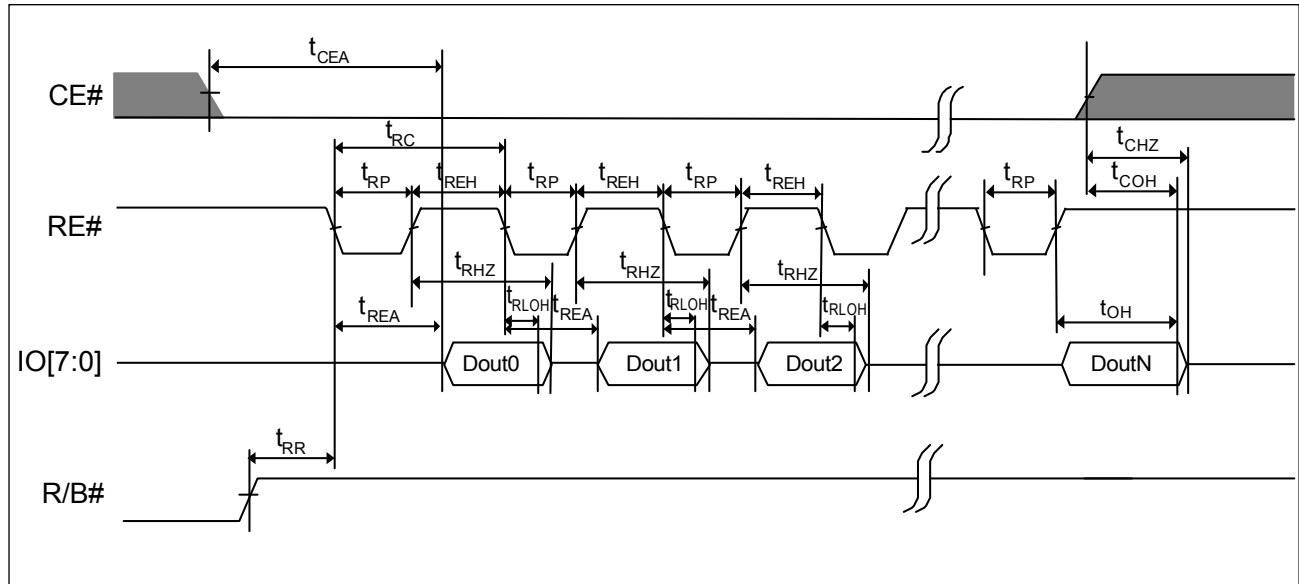 tCEA
CE#
tRC
tCHZ
tRP tREH tRP tREH tRP tREH tRP tCOH
RE#
tRHZ tRHZ tRHZ
tREA tRLOH tREA tRLOH tREA tRLOH tOH
IO[7:0] Dout0 Dout1 Dout2 DoutN
tRR
R/B#